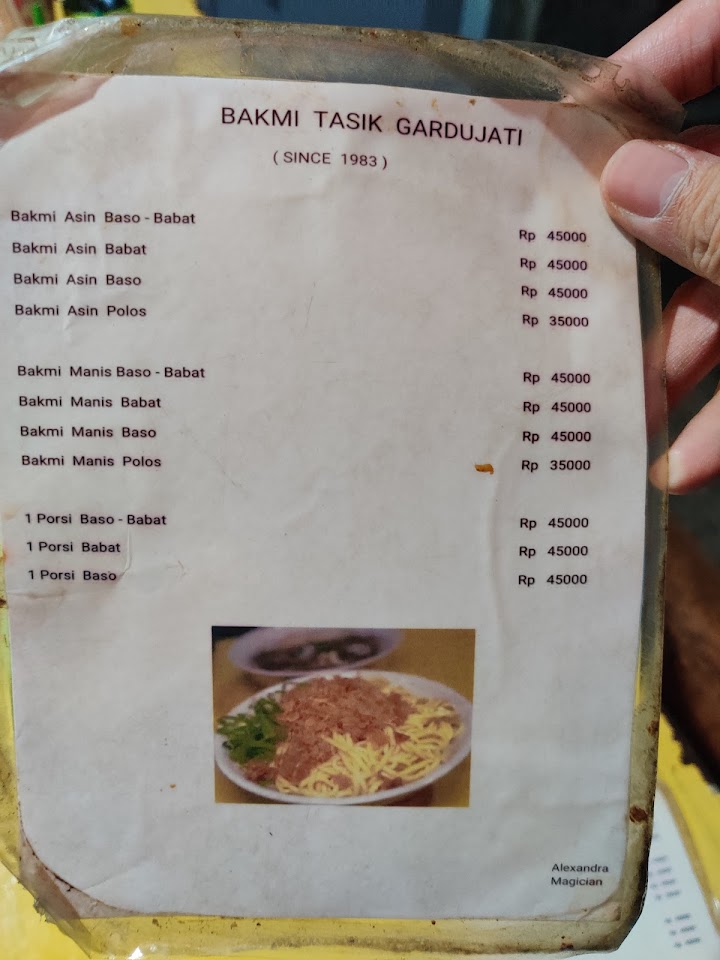 BAKMI TASIK GARDUJATI
( SINCE 1983 )
Bakmi Asin Baso - Babat Rp 45000
Bakmi Asin Babat Rp 45000
Bakmi Asin Baso Rp 45000
Bakmi Asin Polos Rp 35000
Bakmi Manis Baso - Babat Rp 45000
Bakmi Manis Babat Rp 45000
Bakmi Manis Baso Rp 45000
Bakmi Manis Polos Rp 35000
1 Porsi Baso - Babat Rp 45000
1 Porsi Babat Rp 45000
1 Porsi Baso Rp 45000
Alexandra
Magician